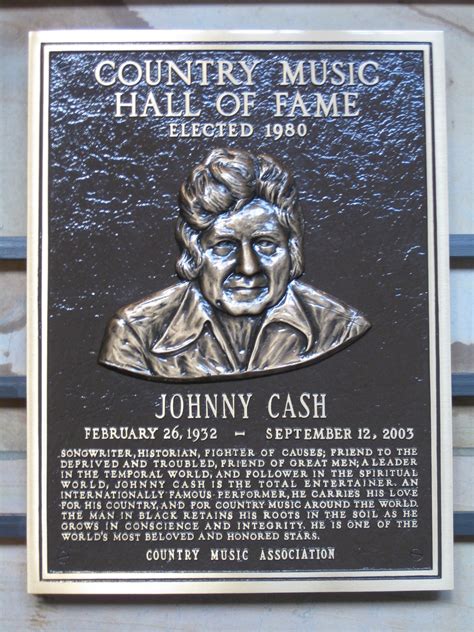 COUNTRY MUSIC
HALL OF FAME
ELECTED 1980
JOHNNY CASH
FEBRUARY 26, 1932 – SEPTEMBER 12, 2003
SONGWRITER, HISTORIAN, FIGHTER OF CAUSES; FRIEND TO THE
DEPRIVED AND TROUBLED, FRIEND OF GREAT MEN; A LEADER
IN THE TEMPORAL WORLD, AND FOLLOWER IN THE SPIRITUAL
WORLD, JOHNNY CASH IS THE TOTAL ENTERTAINER. AN
INTERNATIONALLY FAMOUS PERFORMER, HE CARRIES HIS LOVE
FOR HIS COUNTRY, AND FOR COUNTRY MUSIC AROUND THE WORLD.
THE MAN IN BLACK RETAINS HIS ROOTS IN THE SOIL AS HE
GROWS IN CONSCIENCE AND INTEGRITY. HE IS ONE OF THE
WORLD'S MOST BELOVED AND HONORED STARS.
COUNTRY MUSIC ASSOCIATION